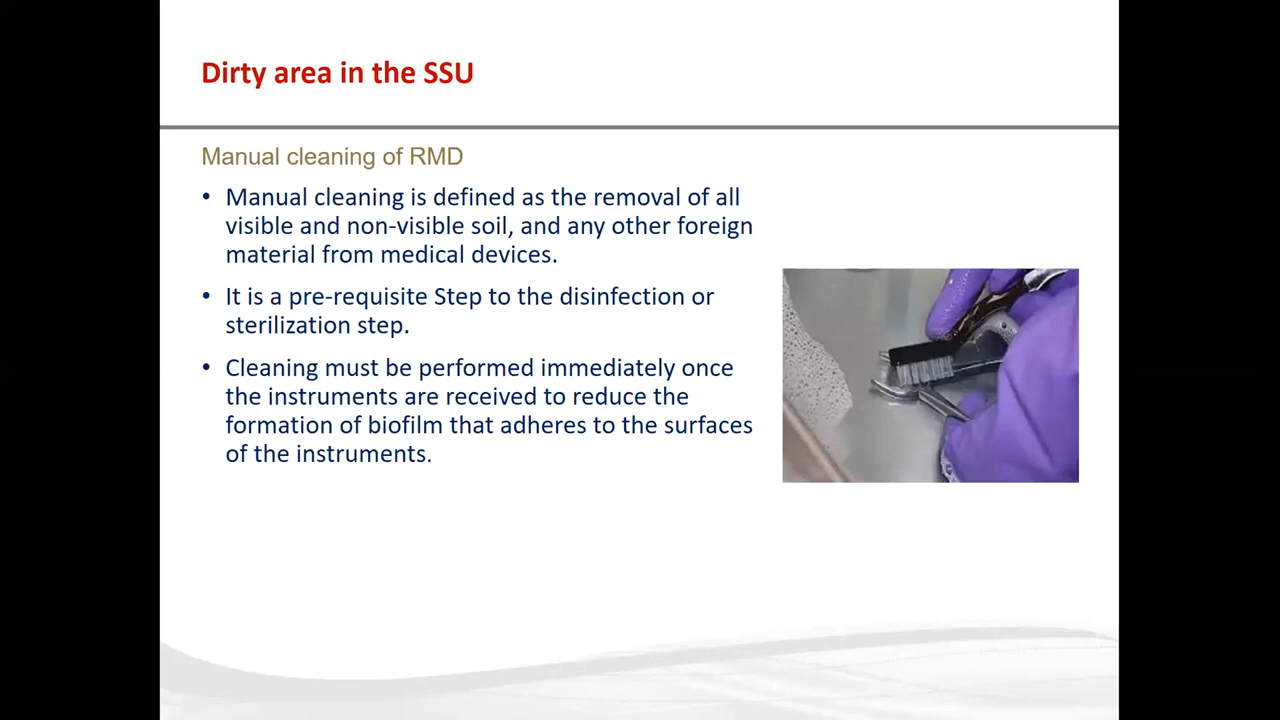 Dirty area in the SSU
Manual cleaning of RMD
• Manual cleaning is defined as the removal of all
visible and non-visible soil, and any other foreign
material from medical devices.
• It is a pre-requisite Step to the disinfection or
sterilization step.
• Cleaning must be performed immediately once
the instruments are received to reduce the
formation of biofilm that adheres to the surfaces
of the instruments.